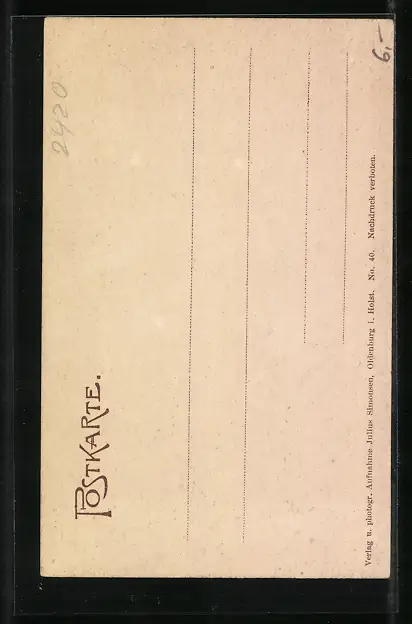 2420
6,—
POSTKARTE.
Verlag u. photogr. Aufnahme Julius Simonsen, Oldenburg i. Holst. No. 40. Nachdruck verboten.